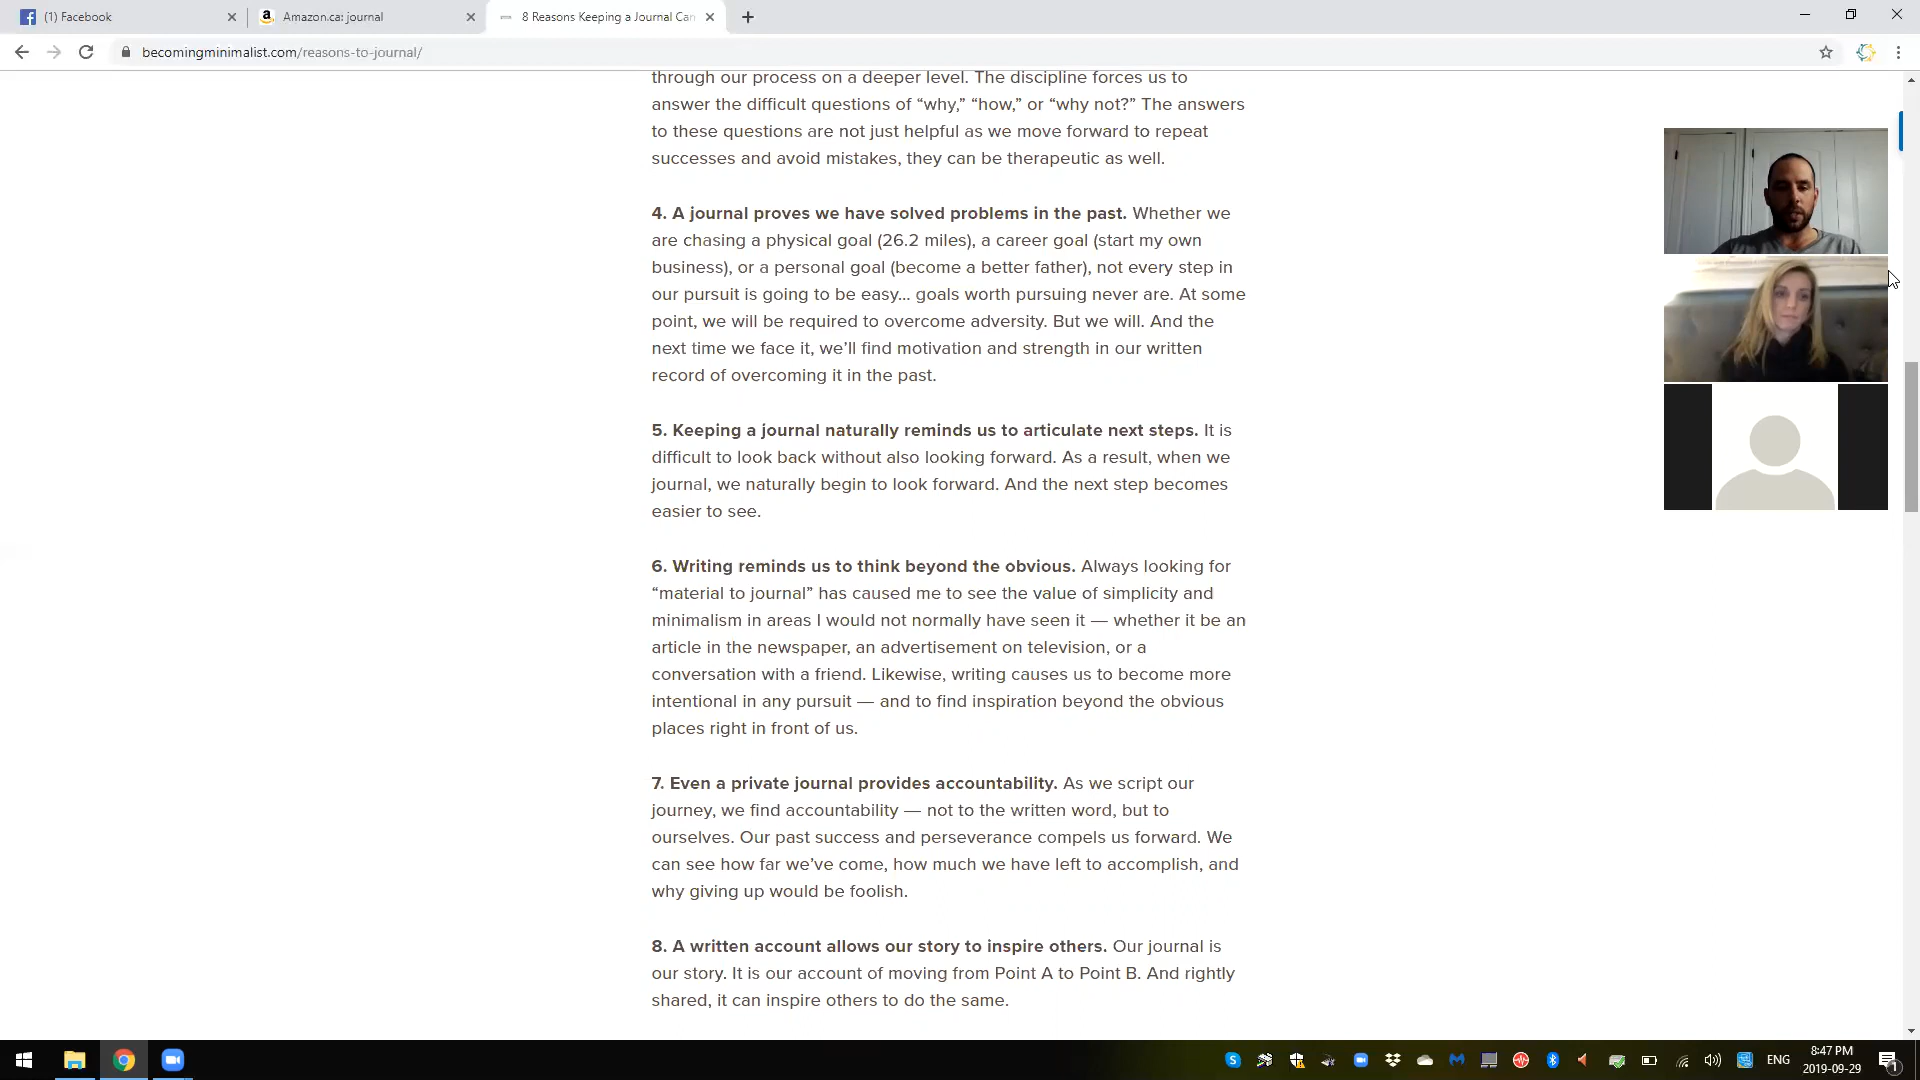 (1) Facebook
Amazon.ca: journal
8 Reasons Keeping a Journal Can
becomingminimalist.com/reasons-to-journal/
through our process on a deeper level. The discipline forces us to
answer the difficult questions of “why,” “how,” or “why not?” The answers
to these questions are not just helpful as we move forward to repeat
successes and avoid mistakes, they can be therapeutic as well.
4. A journal proves we have solved problems in the past. Whether we
are chasing a physical goal (26.2 miles), a career goal (start my own
business), or a personal goal (become a better father), not every step in
our pursuit is going to be easy… goals worth pursuing never are. At some
point, we will be required to overcome adversity. But we will. And the
next time we face it, we’ll find motivation and strength in our written
record of overcoming it in the past.
5. Keeping a journal naturally reminds us to articulate next steps. It is
difficult to look back without also looking forward. As a result, when we
journal, we naturally begin to look forward. And the next step becomes
easier to see.
6. Writing reminds us to think beyond the obvious. Always looking for
“material to journal” has caused me to see the value of simplicity and
minimalism in areas I would not normally have seen it — whether it be an
article in the newspaper, an advertisement on television, or a
conversation with a friend. Likewise, writing causes us to become more
intentional in any pursuit — and to find inspiration beyond the obvious
places right in front of us.
7. Even a private journal provides accountability. As we script our
journey, we find accountability — not to the written word, but to
ourselves. Our past success and perseverance compels us forward. We
can see how far we’ve come, how much we have left to accomplish, and
why giving up would be foolish.
8. A written account allows our story to inspire others. Our journal is
our story. It is our account of moving from Point A to Point B. And rightly
shared, it can inspire others to do the same.
ENG
8:47 PM
2019-09-29
1